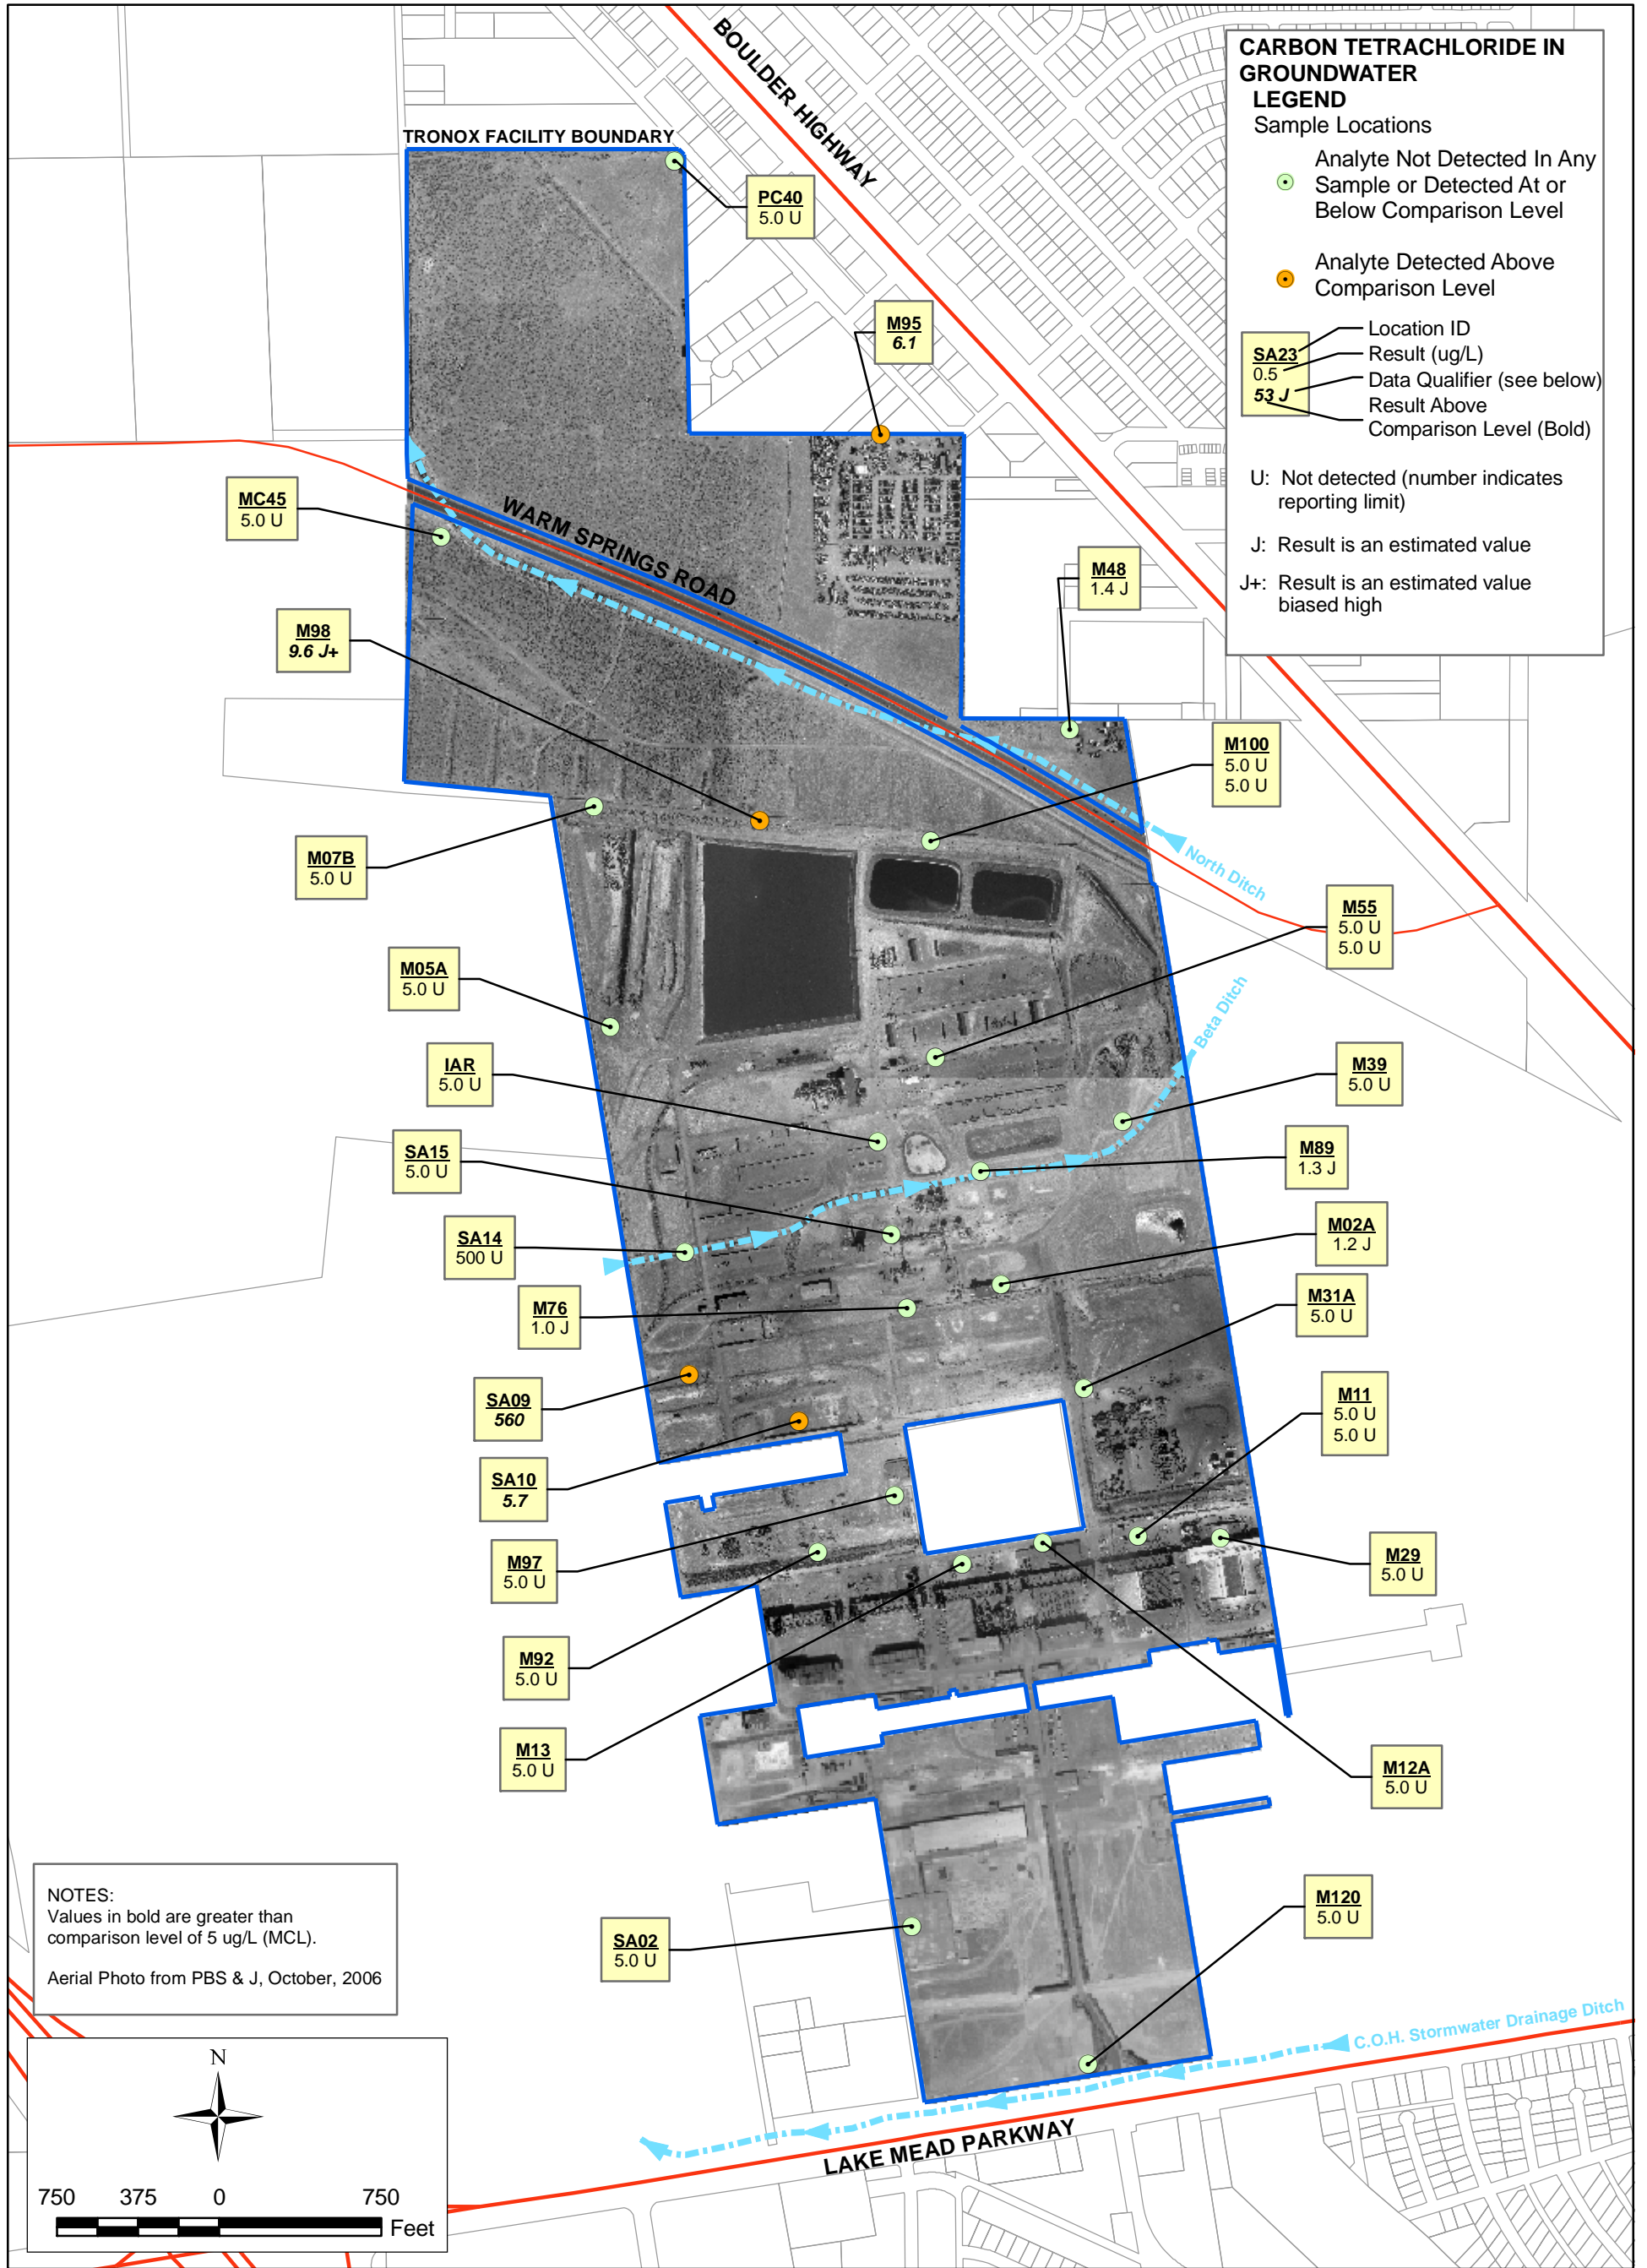 CARBON TETRACHLORIDE IN
GROUNDWATER
LEGEND
Sample Locations
Analyte Not Detected In Any
Sample or Detected At or
Below Comparison Level
Analyte Detected Above
Comparison Level
SA23
0.5
53 J
Location ID
Result (ug/L)
Data Qualifier (see below)
Result Above
Comparison Level (Bold)
U: Not detected (number indicates
reporting limit)
J: Result is an estimated value
J+: Result is an estimated value
biased high
BOULDER HIGHWAY
TRONOX FACILITY BOUNDARY
PC40
5.0 U
M95
6.1
MC45
5.0 U
WARM SPRINGS ROAD
M48
1.4 J
M98
9.6 J+
M100
5.0 U
5.0 U
M07B
5.0 U
North Ditch
M55
5.0 U
5.0 U
M05A
5.0 U
Beta Ditch
IAR
5.0 U
M39
5.0 U
SA15
5.0 U
M89
1.3 J
SA14
500 U
M02A
1.2 J
M76
1.0 J
M31A
5.0 U
SA09
560
M11
5.0 U
5.0 U
SA10
5.7
M97
5.0 U
M29
5.0 U
M92
5.0 U
M13
5.0 U
M12A
5.0 U
SA02
5.0 U
M120
5.0 U
NOTES:
Values in bold are greater than
comparison level of 5 ug/L (MCL).
Aerial Photo from PBS & J, October, 2006
C.O.H. Stormwater Drainage Ditch
LAKE MEAD PARKWAY
N
750 375 0 750
Feet